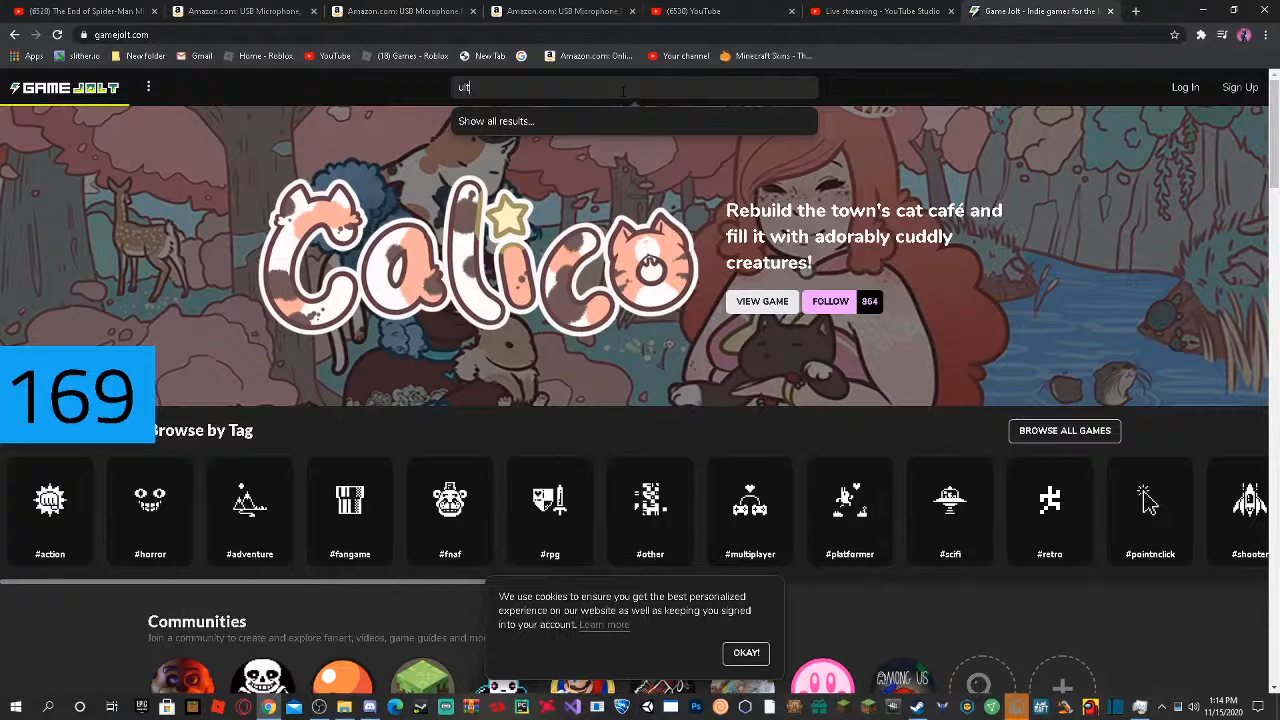 (6528) The End of Spider-Man Mi
Amazon.com: USB Microphone,
Amazon.com: USB Microphone F
Amazon.com: USB Microphone,E
(6530) YouTube
Live streaming - YouTube Studio
Game Jolt - Indie games for the l
gamejolt.com
Apps
slither.io
New folder
Gmail
Home - Roblox
YouTube
(18) Games - Roblox
New Tab
Amazon.com: Onli...
Your channel
Minecraft Skins - Th...
GAME JOLT
Log In
Sign Up
Show all results...
Calico
Rebuild the town's cat café and
fill it with adorably cuddly
creatures!
VIEW GAME
FOLLOW
864
169
Browse by Tag
BROWSE ALL GAMES
#action
#horror
#adventure
#fangame
#fnaf
#rpg
#other
#multiplayer
#platformer
#scifi
#retro
#pointnclick
#shooter
We use cookies to ensure you get the best personalized
experience on our website as well as keeping you signed
into your account. Learn more
OKAY!
Communities
Join a community to create and explore fanart, videos, game guides and mo
AMONG US
1:14 PM
11/15/2020